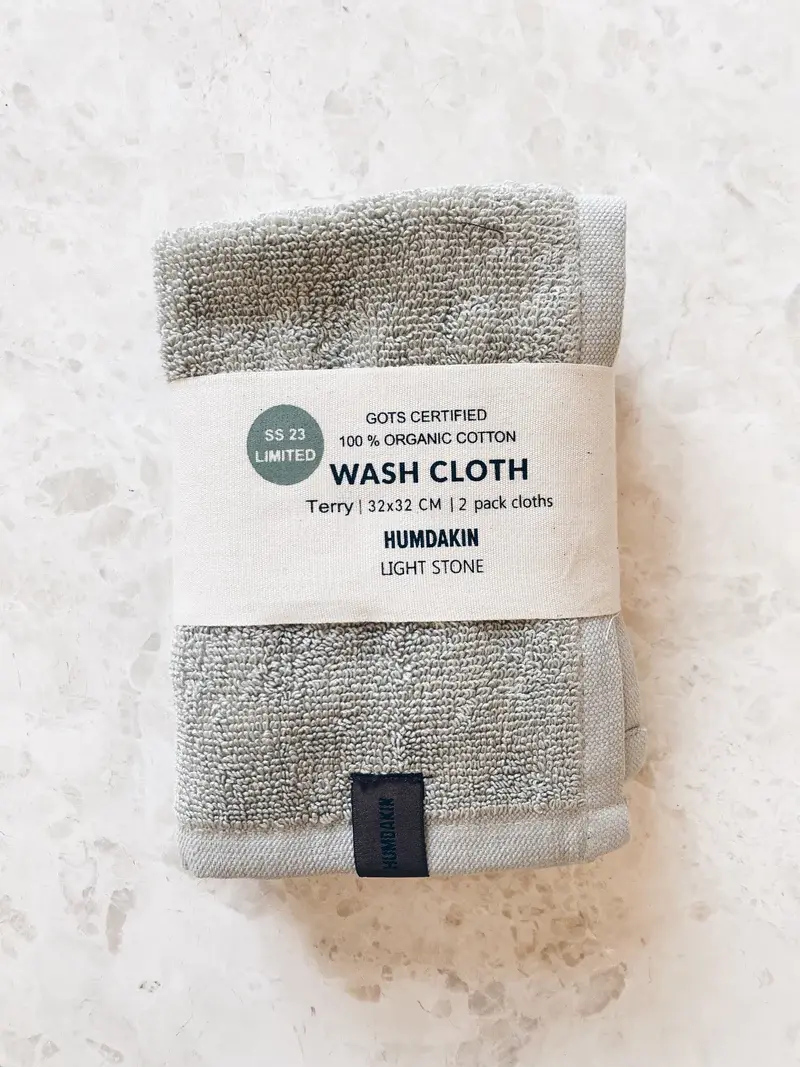 SS 23
LIMITED
GOTS CERTIFIED
100 % ORGANIC COTTON
WASH CLOTH
Terry | 32x32 CM | 2 pack cloths
HUMDAKIN
LIGHT STONE
HUMDAKIN